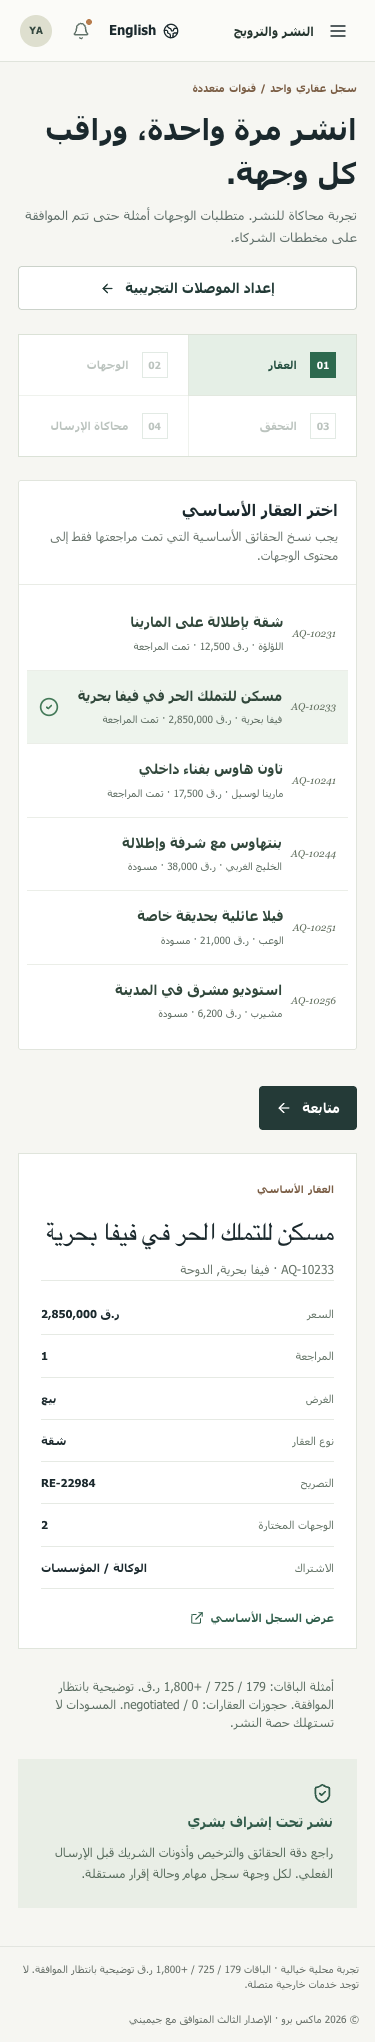 النشر والترويج
English
YA
سجل عقاري واحد / قنوات متعددة
انشر مرة واحدة، وراقب
كل وجهة.
تجربة محاكاة للنشر. متطلبات الوجهات أمثلة حتى تتم الموافقة
على مخططات الشركاء.
إعداد الموصلات التجريبية
01 العقار
02 الوجهات
03 التحقق
04 محاكاة الإرسال
اختر العقار الأساسي
يجب نسخ الحقائق الأساسية التي تمت مراجعتها فقط إلى
محتوى الوجهات.
AQ-10231
شقة بإطلالة على المارينا
اللؤلؤة · ر.ق 12,500 · تمت المراجعة
AQ-10233
مسكن للتملك الحر في فيفا بحرية
فيفا بحرية · ر.ق 2,850,000 · تمت المراجعة
AQ-10241
تاون هاوس بفناء داخلي
مارينا لوسيل · ر.ق 17,500 · تمت المراجعة
AQ-10244
بنتهاوس مع شرفة وإطلالة
الخليج الغربي · ر.ق 38,000 · مسودة
AQ-10251
فيلا عائلية بحديقة خاصة
الوعب · ر.ق 21,000 · مسودة
AQ-10256
استوديو مشرق في المدينة
مشيرب · ر.ق 6,200 · مسودة
متابعة
العقار الأساسي
مسكن للتملك الحر في فيفا بحرية
AQ-10233 · فيفا بحرية, الدوحة
السعر ر.ق 2,850,000
المراجعة 1
الغرض بيع
نوع العقار شقة
التصريح RE-22984
الوجهات المختارة 2
الاشتراك الوكالة / المؤسسات
عرض السجل الأساسي
أمثلة الباقات: 179 / 725 / +1,800 ر.ق. توضيحية بانتظار
الموافقة. حجوزات العقارات: 0 / negotiated. المسودات لا
تستهلك حصة النشر.
نشر تحت إشراف بشري
راجع دقة الحقائق والترخيص وأذونات الشريك قبل الإرسال
الفعلي. لكل وجهة سجل مهام وحالة إقرار مستقلة.
تجربة محلية خيالية · الباقات 179 / 725 / +1,800 ر.ق توضيحية بانتظار الموافقة. لا
توجد خدمات خارجية متصلة.
© 2026 ماكس برو · الإصدار الثالث المتوافق مع جيميني